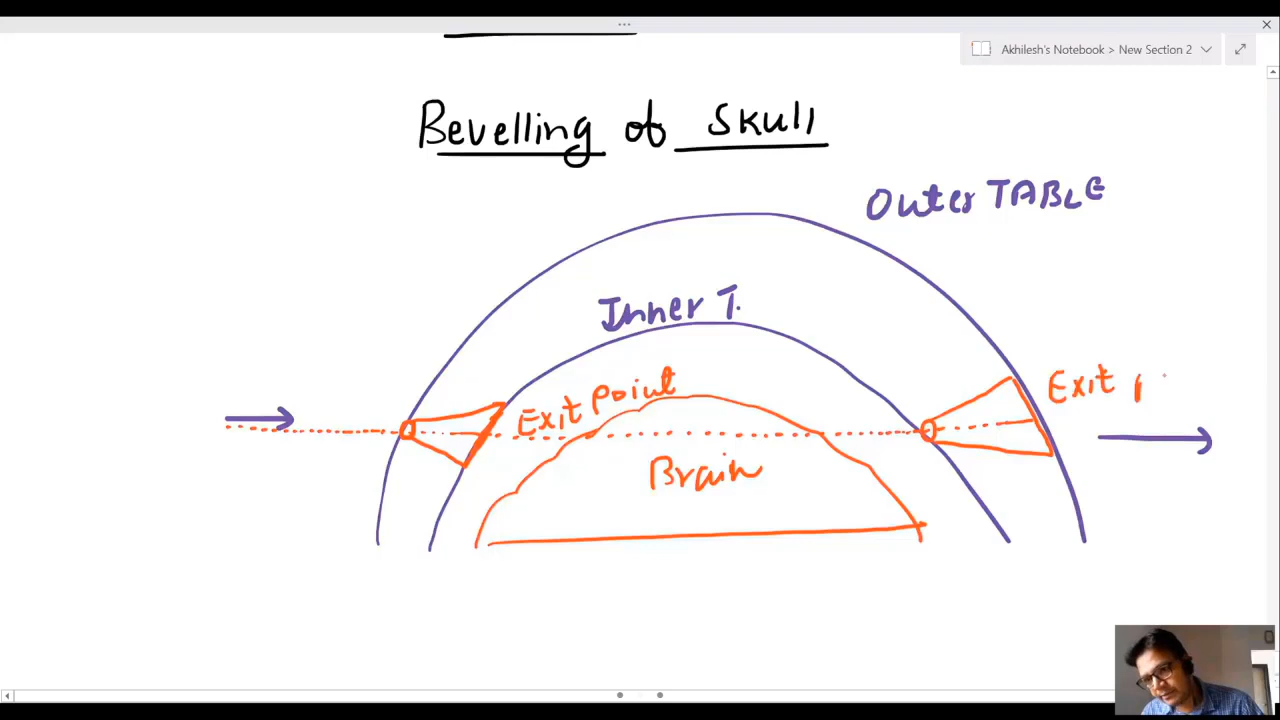 Akhilesh's Notebook > New Section 2
Bevelling of Skull
Outer TABLE
Inner T.
Exit Point
Exit
Brain